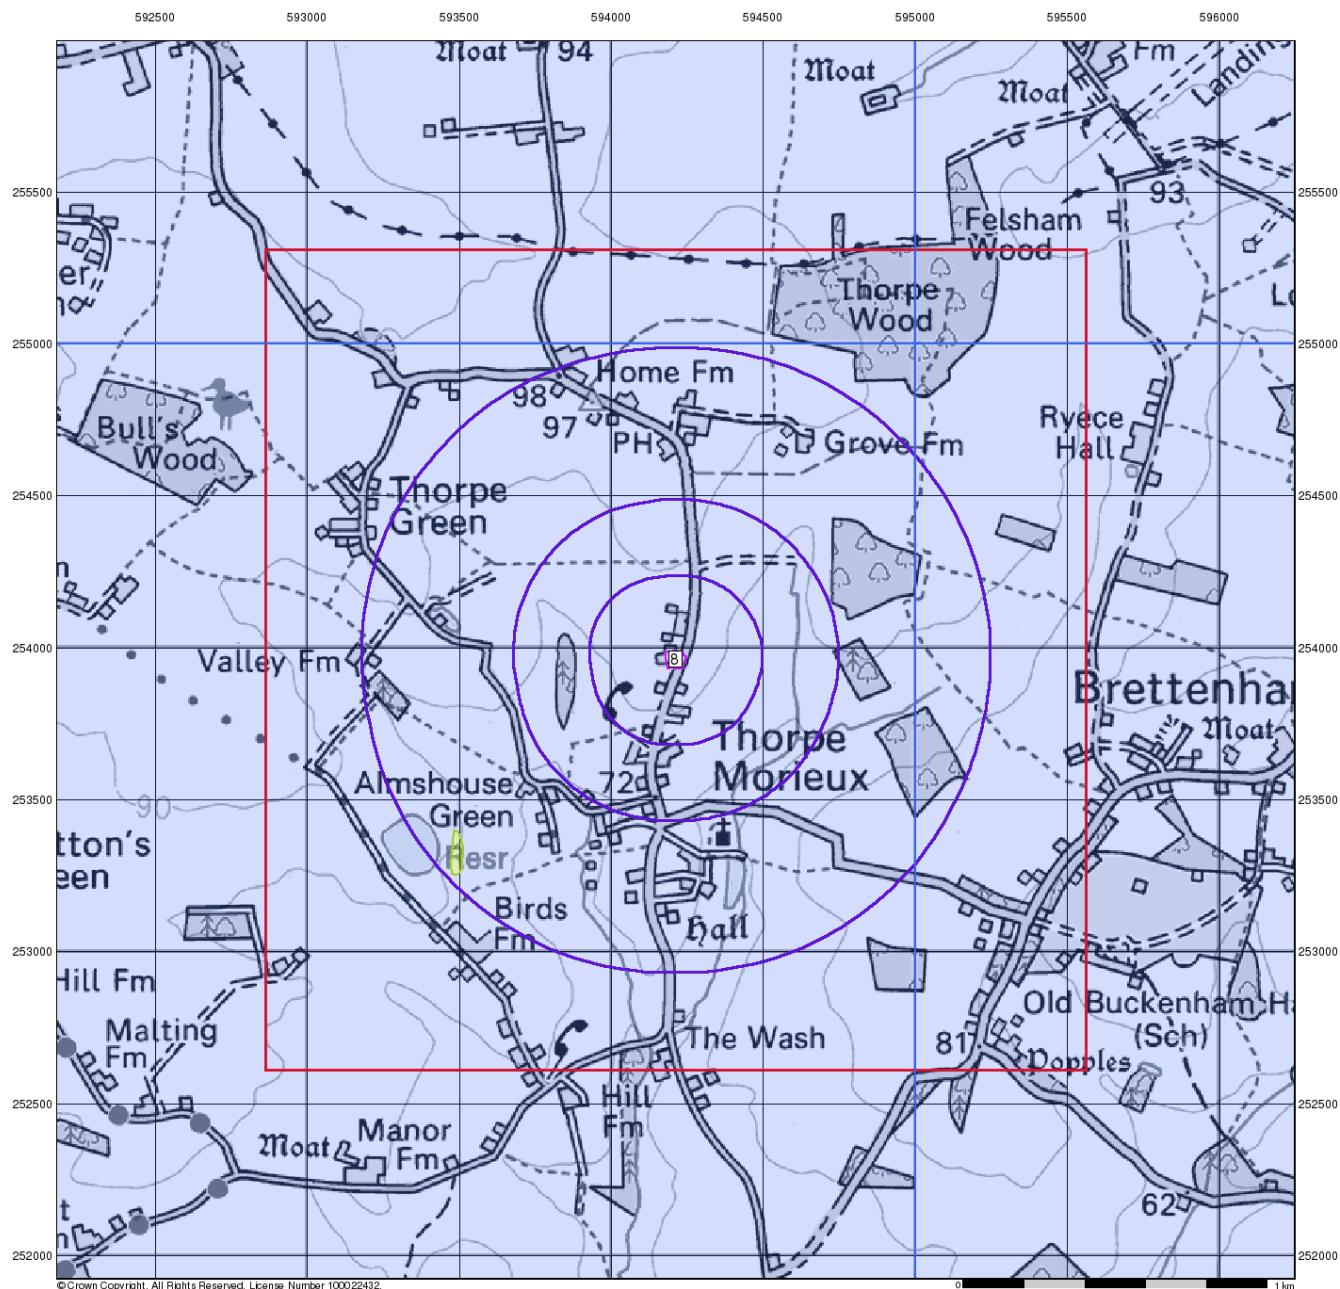 592500 593000 593500 594000 594500 595000 595500 596000
Moat
94
Moat
Moat
Fm
Landing
255500
93
255500
Felsham
Wood
er
Thorpe
Wood
255000
255000
Home Fm
98
97
PH
Grove Fm
Ryece
Hall
Bull's
Wood
254500
Thorpe
Green
254500
254000
Valley Fm
8
254000
Brettenha
Moat
Thorpe
Morieux
Almshouse
Green
72
90
253500
253500
Resr
tton's
een
Birds
Fm
Hall
253000
253000
Hill Fm
Malting
Fm
The Wash
Old Buckenham Ha
(Sch)
81
Popples
252500
252500
Hill
Fm
Moat
Manor
Fm
62
252000
252000
© Crown Copyright. All Rights Reserved. License Number 100022432.
0 1 km